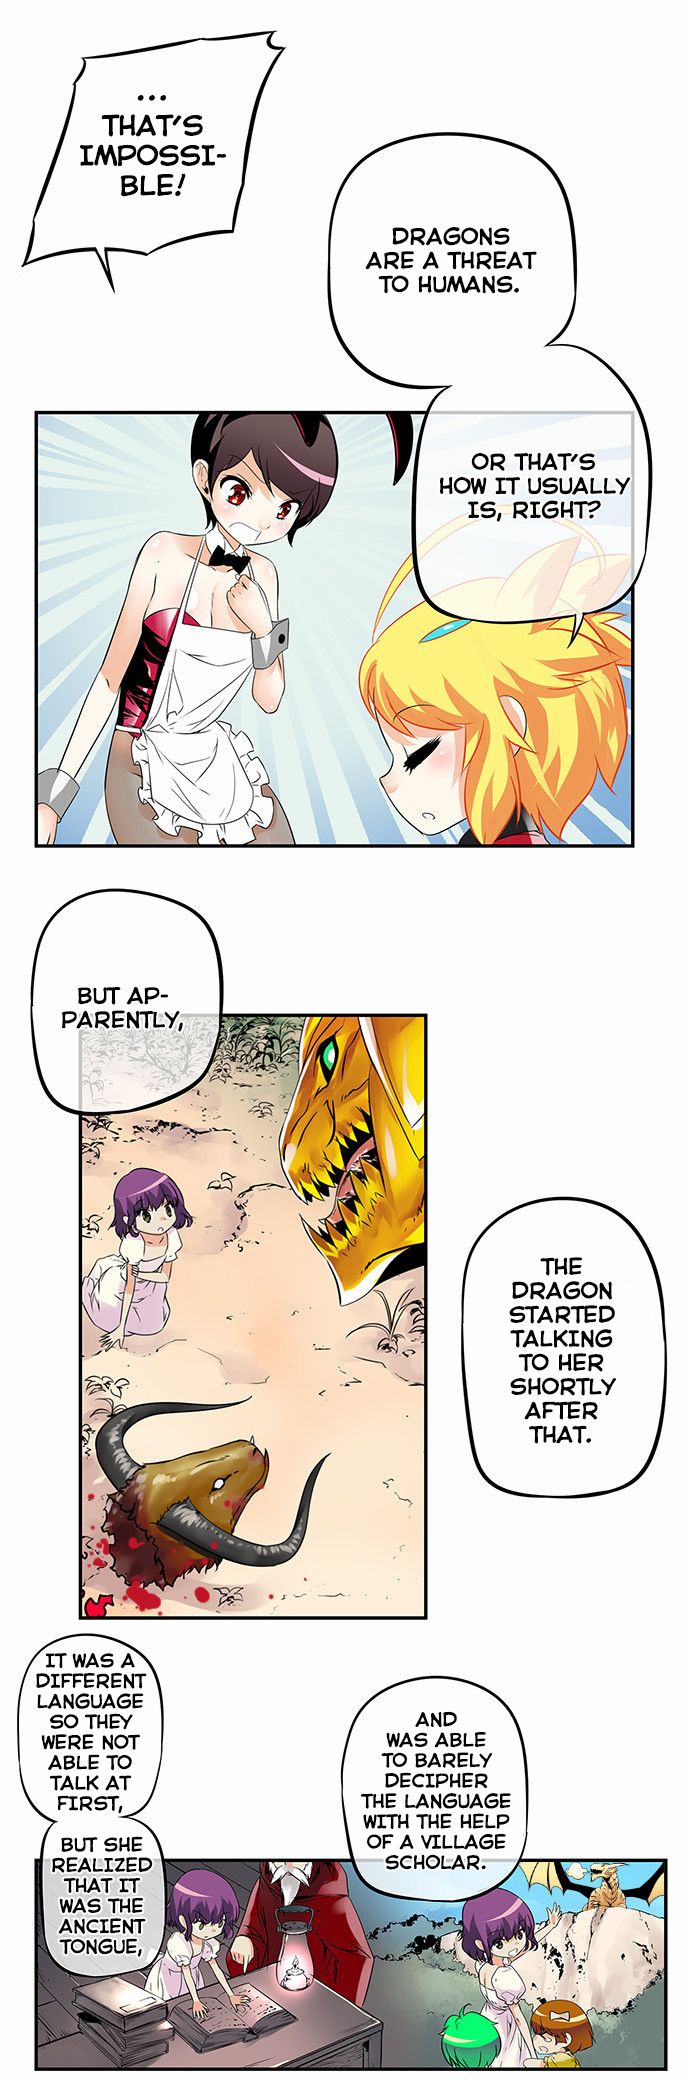 ...
THAT'S
IMPOSSI-
BLE!
DRAGONS
ARE A THREAT
TO HUMANS.
OR THAT'S
HOW IT USUALLY
IS, RIGHT?
BUT AP-
PARENTLY,
THE
DRAGON
STARTED
TALKING
TO HER
SHORTLY
AFTER
THAT.
IT WAS A
DIFFERENT
LANGUAGE
SO THEY
WERE NOT
ABLE TO
TALK AT
FIRST,
BUT SHE
REALIZED
THAT IT
WAS THE
ANCIENT
TONGUE,
AND
WAS ABLE
TO BARELY
DECIPHER
THE LANGUAGE
WITH THE HELP
OF A VILLAGE
SCHOLAR.